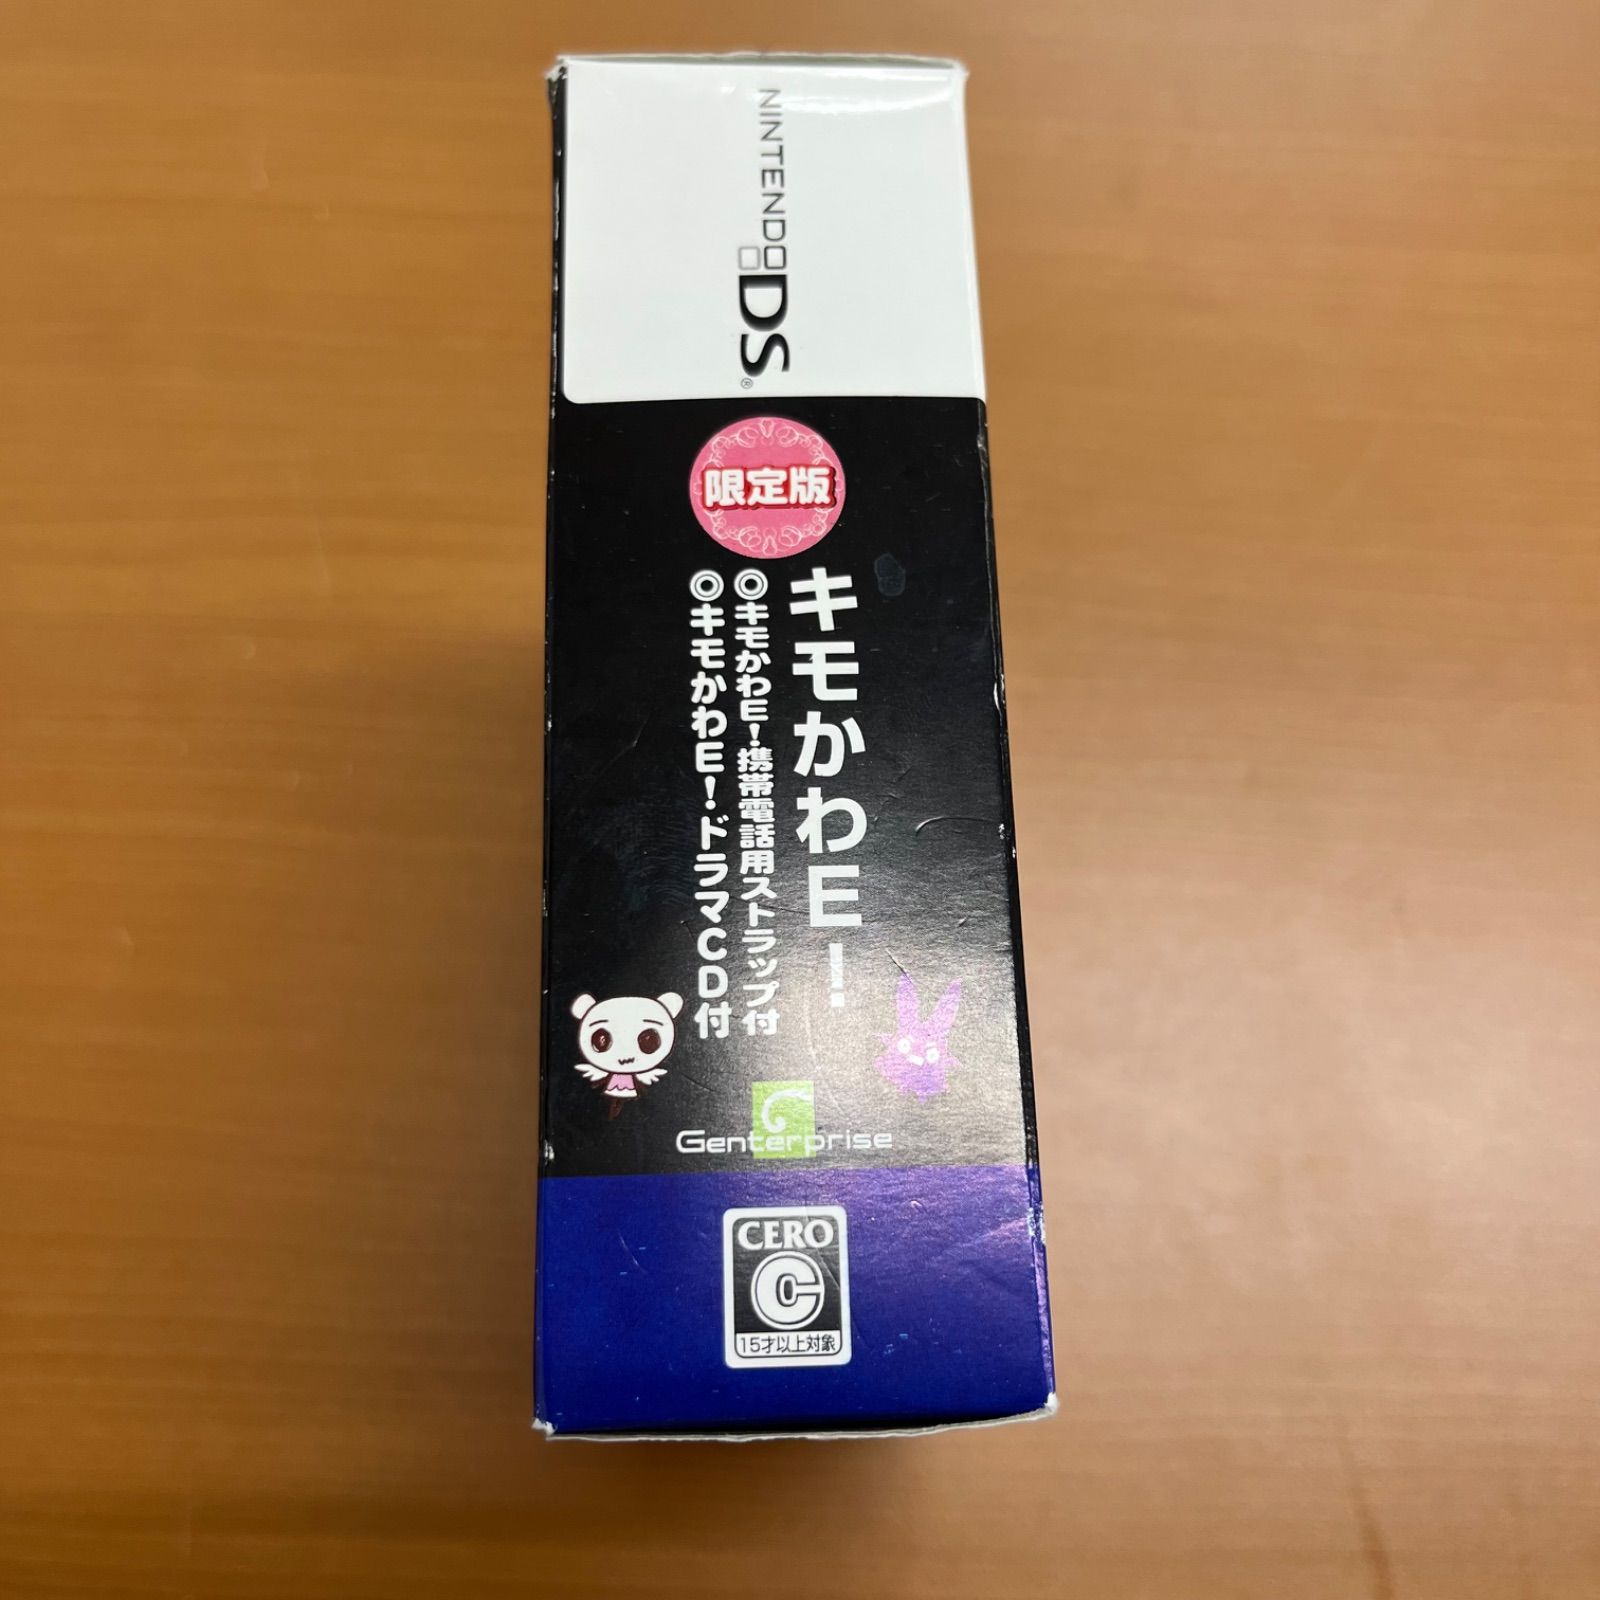 NINTENDO DS®
限定版
キモかわE!
◎キモかわE!携帯電話用ストラップ付
◎キモかわE!ドラマCD付
Genterprise
CERO
C
15才以上対象